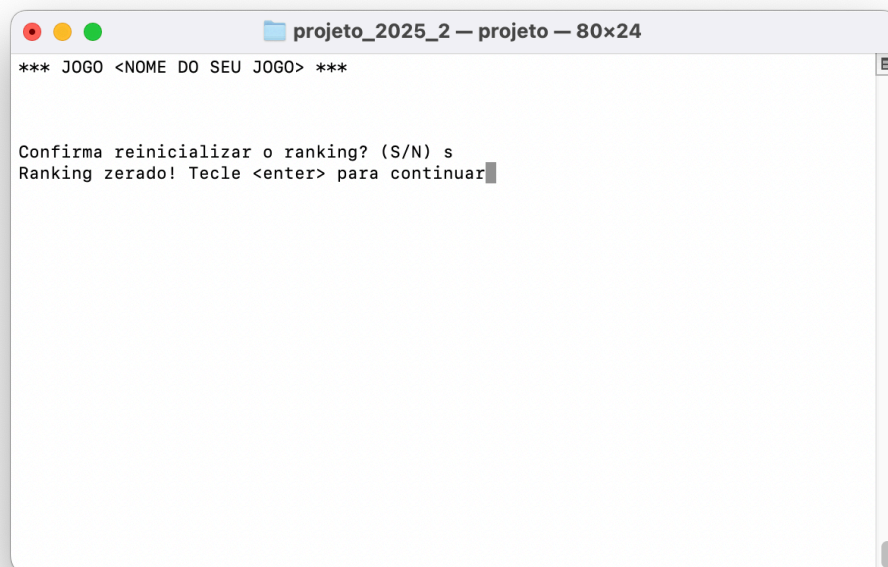 projeto_2025_2 — projeto — 80×24
*** JOGO <NOME DO SEU JOGO> ***
Confirma reinicializar o ranking? (S/N) s
Ranking zerado! Tecle <enter> para continuar